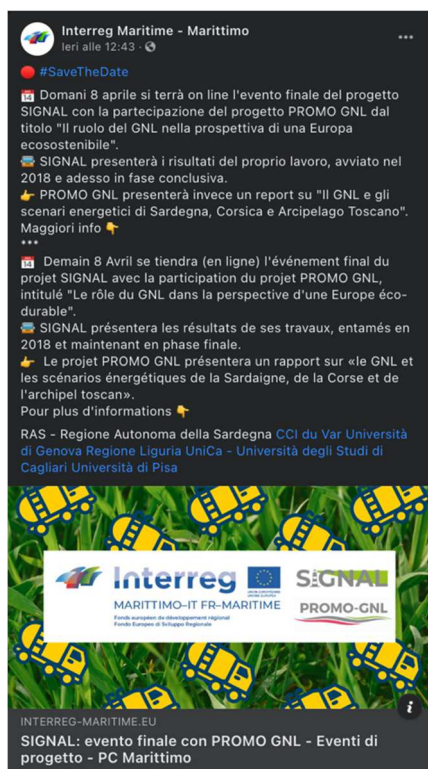 Interreg Maritime - Marittimo
Ieri alle 12:43 ·
#SaveTheDate
Domani 8 aprile si terrà on line l'evento finale del progetto
SIGNAL con la partecipazione del progetto PROMO GNL dal
titolo "Il ruolo del GNL nella prospettiva di una Europa
ecosostenibile".
SIGNAL presenterà i risultati del proprio lavoro, avviato nel
2018 e adesso in fase conclusiva.
PROMO GNL presenterà invece un report su "Il GNL e gli
scenari energetici di Sardegna, Corsica e Arcipelago Toscano".
Maggiori info
***
Demain 8 Avril se tiendra (en ligne) l'événement final du
projet SIGNAL avec la participation du projet PROMO GNL,
intitulé "Le rôle du GNL dans la perspective d'une Europe éco-
durable".
SIGNAL présentera les résultats de ses travaux, entamés en
2018 et maintenant en phase finale.
Le projet PROMO GNL présentera un rapport sur «le GNL et
les scénarios énergétiques de la Sardaigne, de la Corse et de
l'archipel toscan».
Pour plus d'informations
RAS - Regione Autonoma della Sardegna CCI du Var Università
di Genova Regione Liguria UniCa - Università degli Studi di
Cagliari Università di Pisa
Interreg
SIGNAL
MARITTIMO-IT FR-MARITIME
PROMO-GNL
Fonds européen de développement régional
Fondo Europeo di Sviluppo Regionale
INTERREG-MARITIME.EU
SIGNAL: evento finale con PROMO GNL - Eventi di
progetto - PC Marittimo